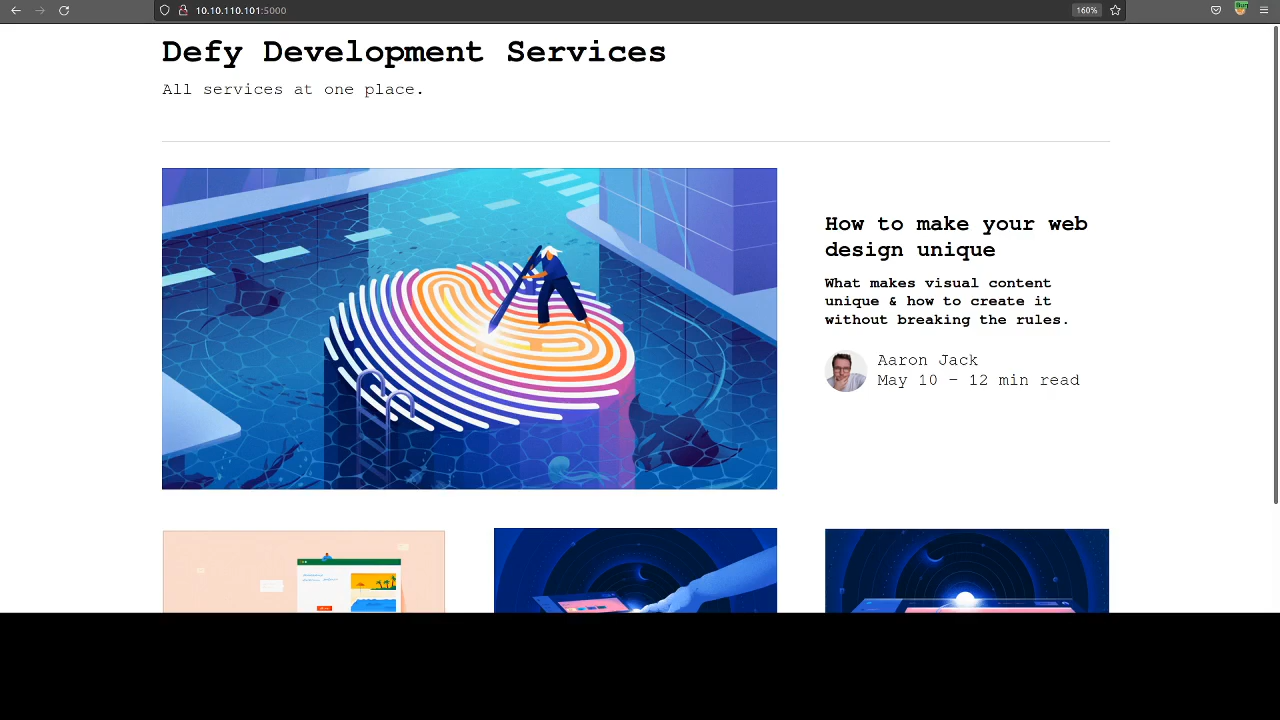 10.10.110.101:5000
160%
Defy Development Services
All services at one place.
How to make your web
design unique
What makes visual content
unique & how to create it
without breaking the rules.
Aaron Jack
May 10 - 12 min read